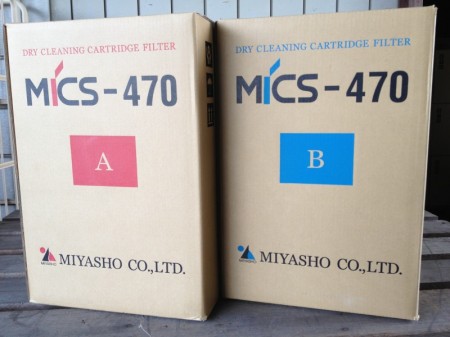 DRY CLEANING CARTRIDGE FILTER
MICS-470
A
MIYASHO CO.,LTD.
DRY CLEANING CARTRIDGE FILTER
MICS-470
B
MIYASHO CO.,LTD.